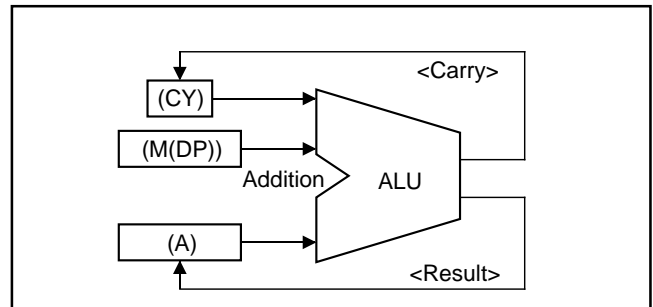 <Carry>
(CY)
(M(DP))
Addition
ALU
(A)
<Result>